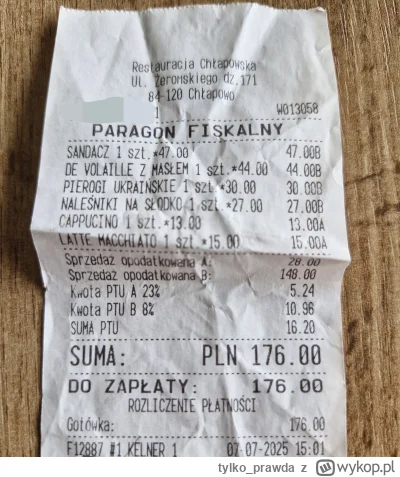 Restauracja Chłapowska
Ul. Żeromskiego dz.171
84-120 Chłapowo
1 W013058
PARAGON FISKALNY
SANDACZ 1 szt.*47.00 47.00B
DE VOLAILLE Z MASŁEM 1 szt.*44.00 44.00B
PIEROGI UKRAIŃSKIE 1 szt.*30.00 30.00B
NALEŚNIKI NA SŁODKO 1 szt.*27.00 27.00B
CAPPUCINO 1 szt.*13.00 13.00A
LATTE MACCHIATO 1 szt.*15.00 15.00A
Sprzedaż opodatkowana A: 28.00
Sprzedaż opodatkowana B: 148.00
Kwota PTU A 23% 5.24
Kwota PTU B 8% 10.96
SUMA PTU 16.20
SUMA: PLN 176.00
DO ZAPŁATY: 176.00
ROZLICZENIE PŁATNOŚCI
Gotówka: 176.00
F12887 #1 KELNER 1 07-07-2025 15:01
tylko_prawda z wykop.pl